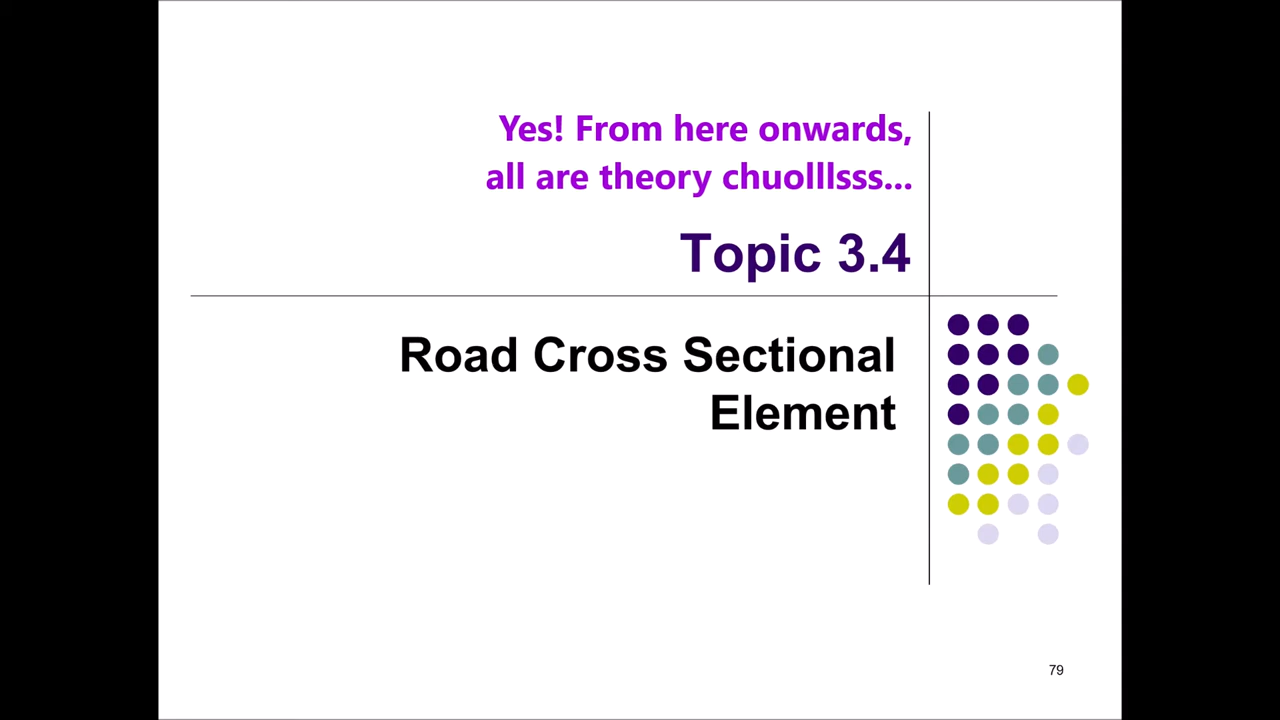 Yes! From here onwards,
all are theory chuolllsss...
Topic 3.4
Road Cross Sectional
Element
79